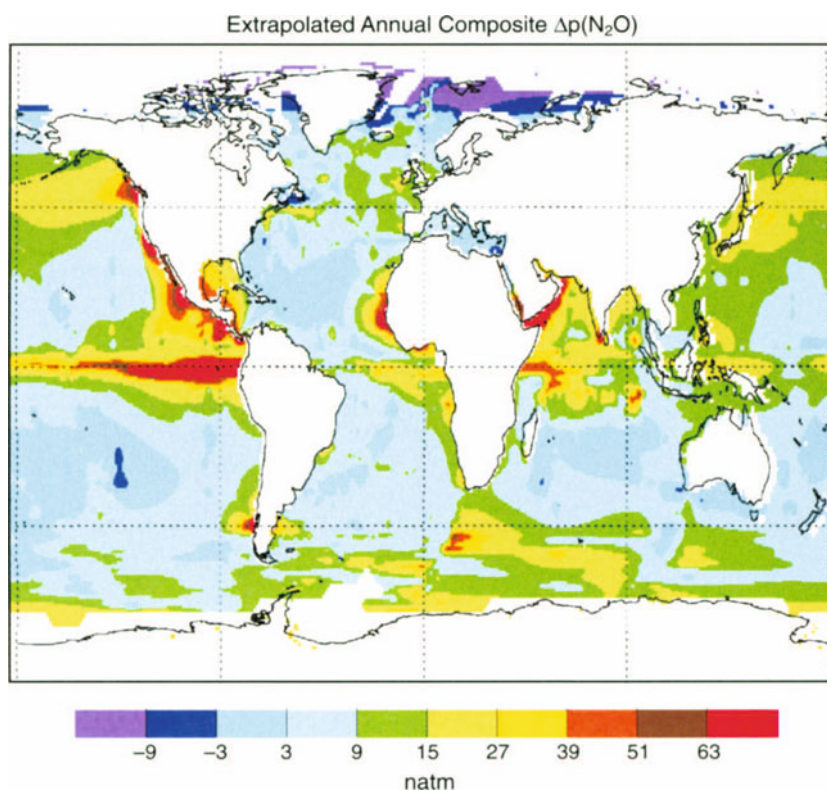 Extrapolated Annual Composite Δp(N₂O)
−9 −3 3 9 15 27 39 51 63
natm